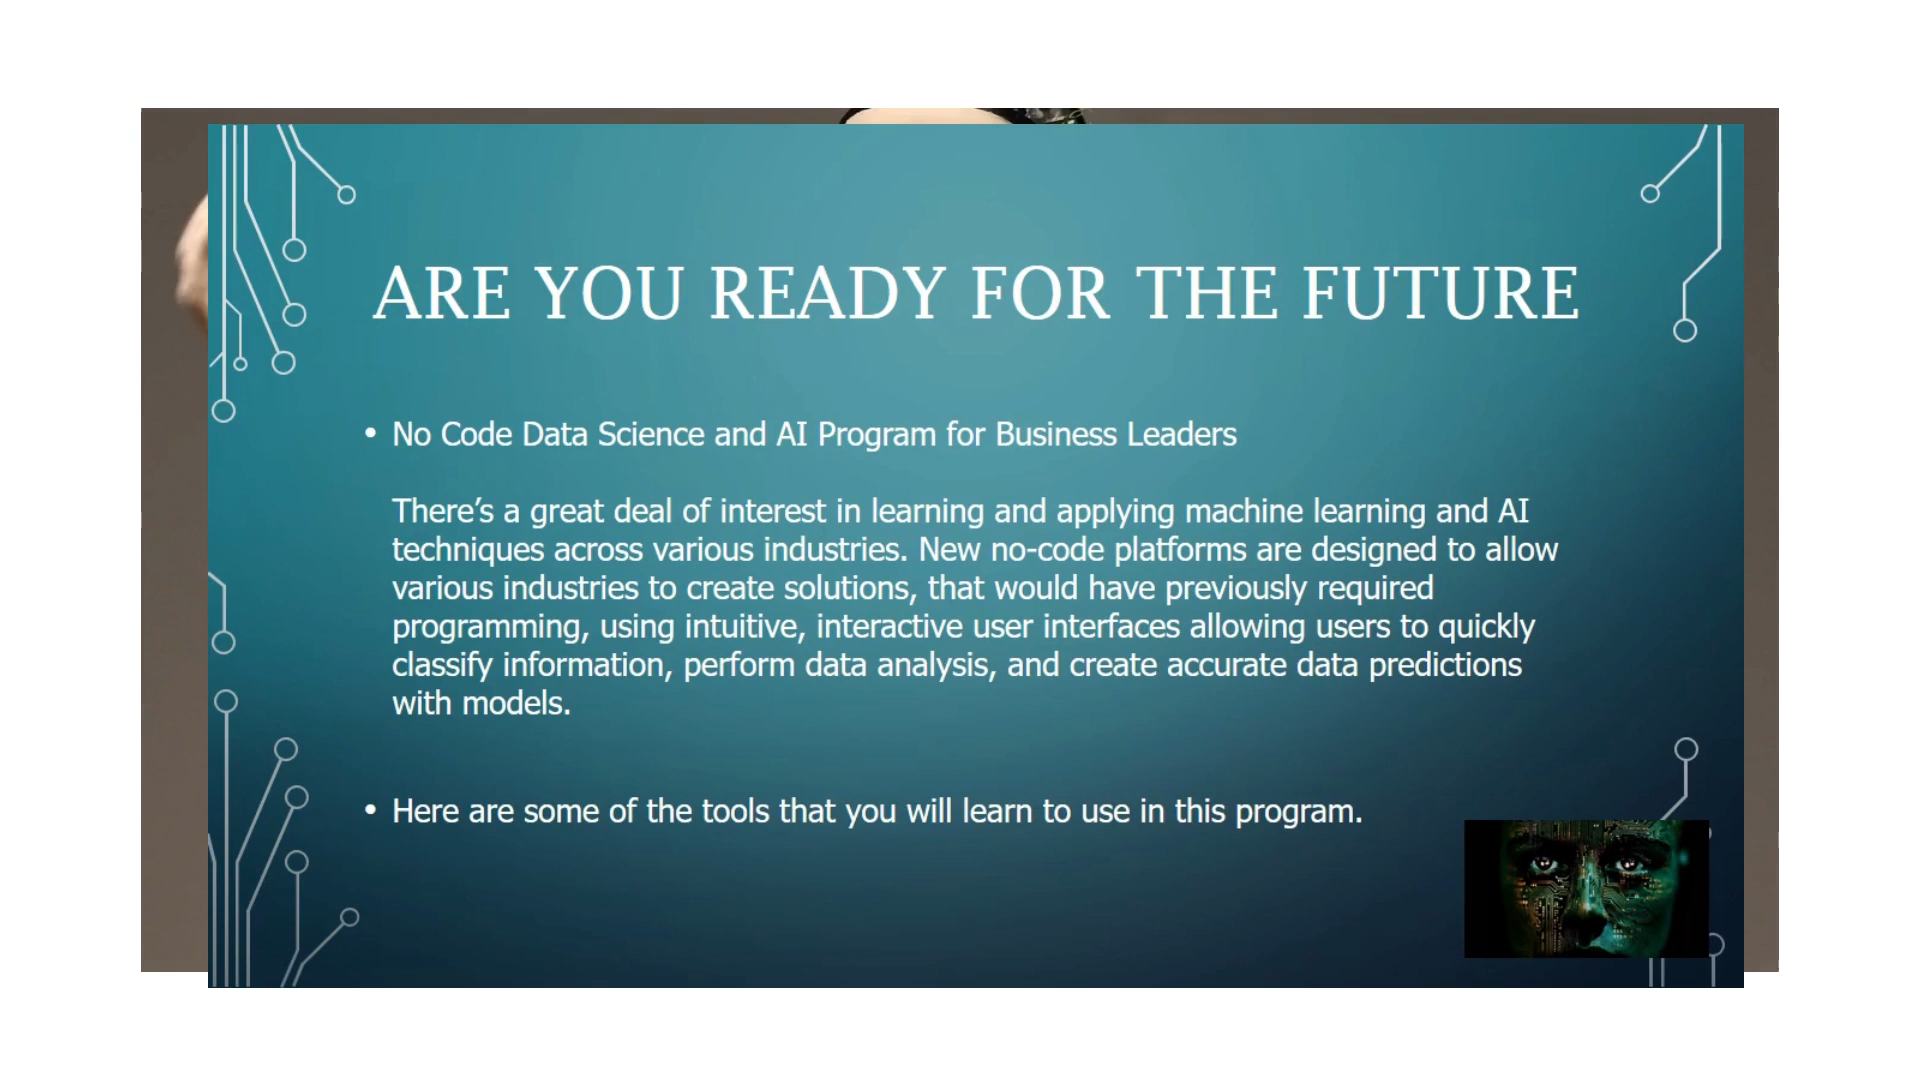 ARE YOU READY FOR THE FUTURE
• No Code Data Science and AI Program for Business Leaders
There’s a great deal of interest in learning and applying machine learning and AI
techniques across various industries. New no-code platforms are designed to allow
various industries to create solutions, that would have previously required
programming, using intuitive, interactive user interfaces allowing users to quickly
classify information, perform data analysis, and create accurate data predictions
with models.
• Here are some of the tools that you will learn to use in this program.